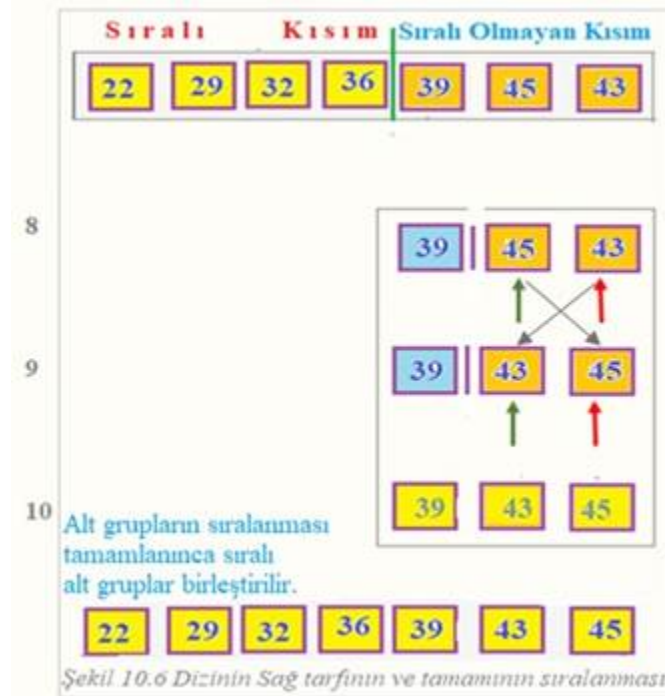 Sıralı Kısım Sıralı Olmayan Kısım
22 29 32 36 39 45 43
8 39 45 43
9 39 43 45
10 39 43 45
Alt grupların sıralanması
tamamlanınca sıralı
alt gruplar birleştirilir.
22 29 32 36 39 43 45
Şekil 10.6 Dizinin Sağ tarfının ve tamamının sıralanması